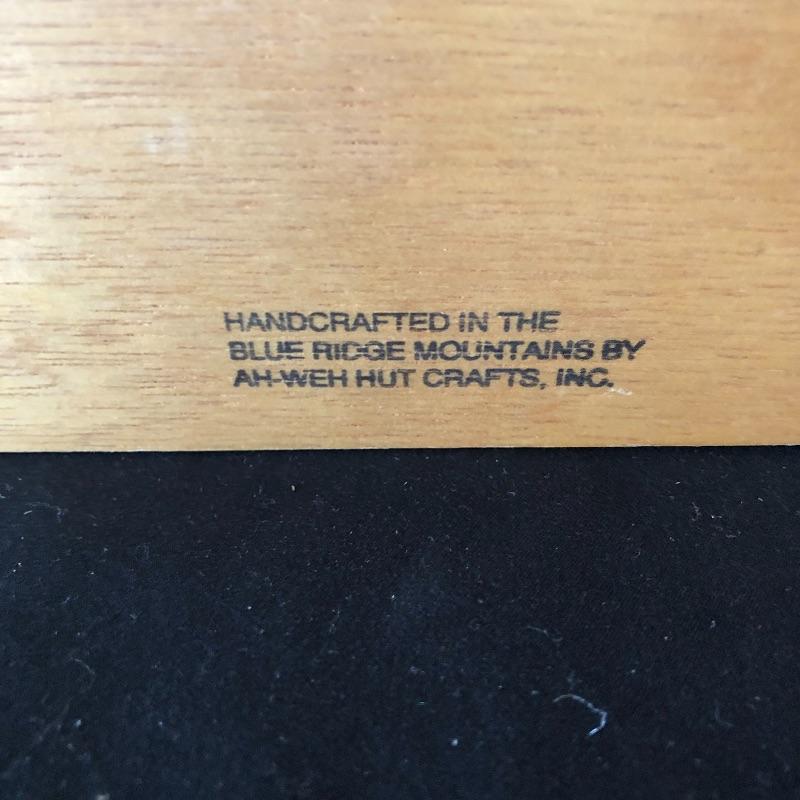 HANDCRAFTED IN THE
BLUE RIDGE MOUNTAINS BY
AH-WEH HUT CRAFTS, INC.